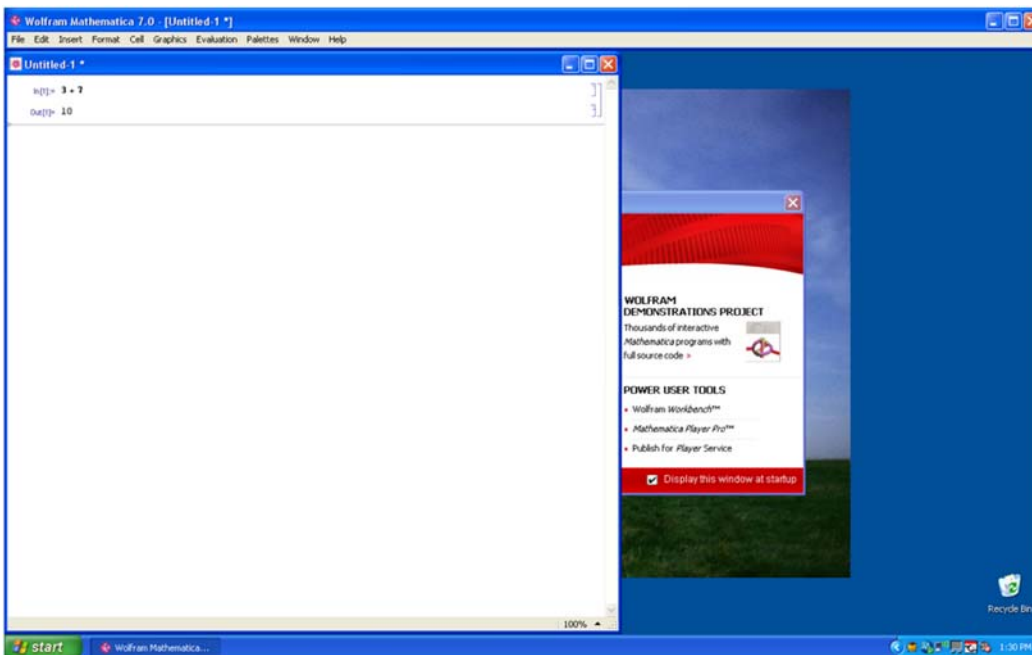 Wolfram Mathematica 7.0 - [Untitled-1 *]
File Edit Insert Format Cell Graphics Evaluation Palettes Window Help
Untitled-1 *
In[1]:= 3 + 7
Out[1]= 10
WOLFRAM
DEMONSTRATIONS PROJECT
Thousands of interactive
Mathematica programs with
full source code »
POWER USER TOOLS
Wolfram Workbench™
Mathematica Player Pro™
Publish for Player Service
Display this window at startup
Recycle Bin
100%
start
Wolfram Mathematica...
1:30 PM